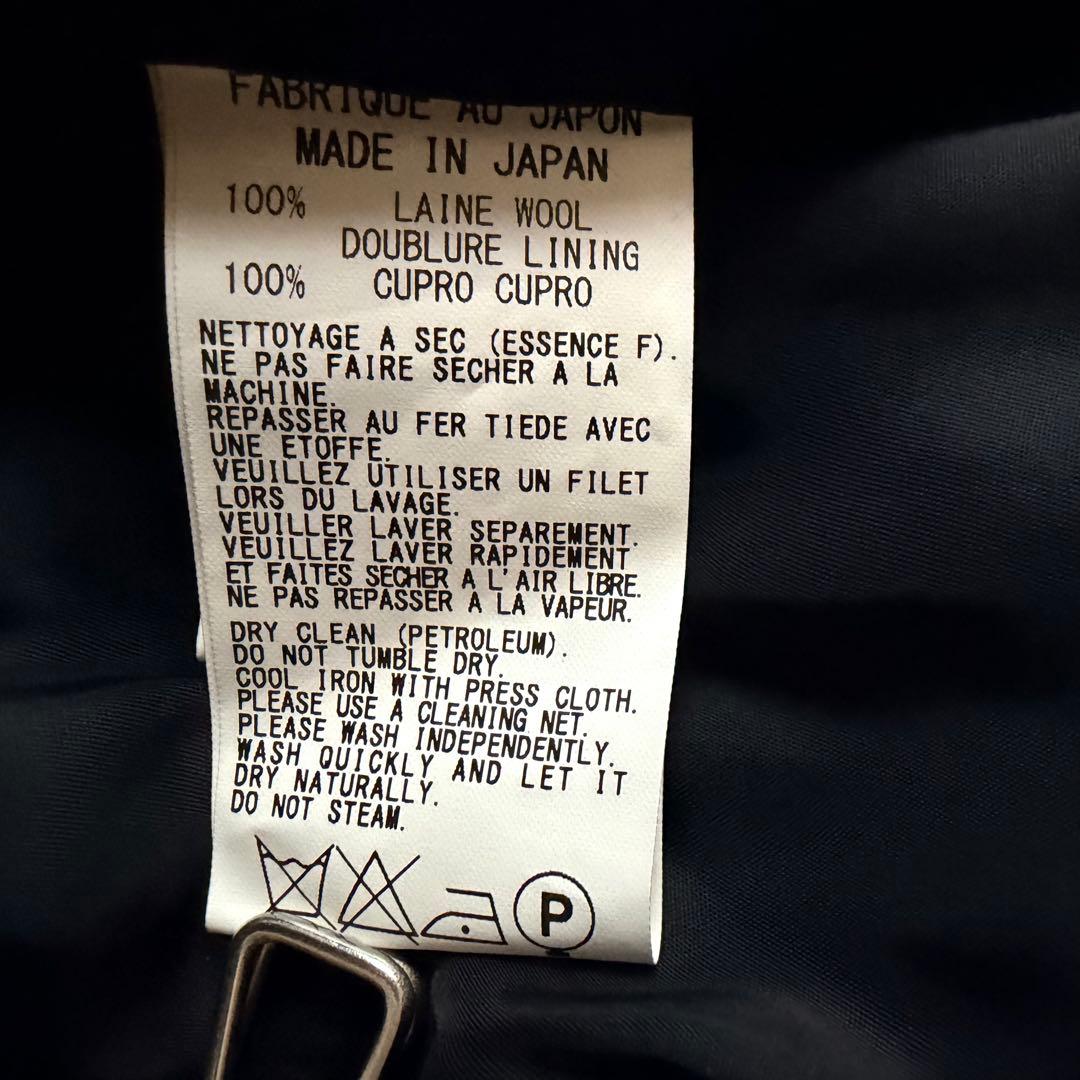 FABRIQUE AU JAPON
MADE IN JAPAN
100% LAINE WOOL
DOUBLURE LINING
100% CUPRO CUPRO
NETTOYAGE A SEC (ESSENCE F).
NE PAS FAIRE SECHER A LA
MACHINE.
REPASSER AU FER TIEDE AVEC
UNE ETOFFE.
VEUILLEZ UTILISER UN FILET
LORS DU LAVAGE.
VEUILLER LAVER SEPAREMENT.
VEUILLEZ LAVER RAPIDEMENT
ET FAITES SECHER A L'AIR LIBRE.
NE PAS REPASSER A LA VAPEUR.
DRY CLEAN (PETROLEUM).
DO NOT TUMBLE DRY.
COOL IRON WITH PRESS CLOTH.
PLEASE USE A CLEANING NET.
PLEASE WASH INDEPENDENTLY.
WASH QUICKLY AND LET IT
DRY NATURALLY.
DO NOT STEAM.
P